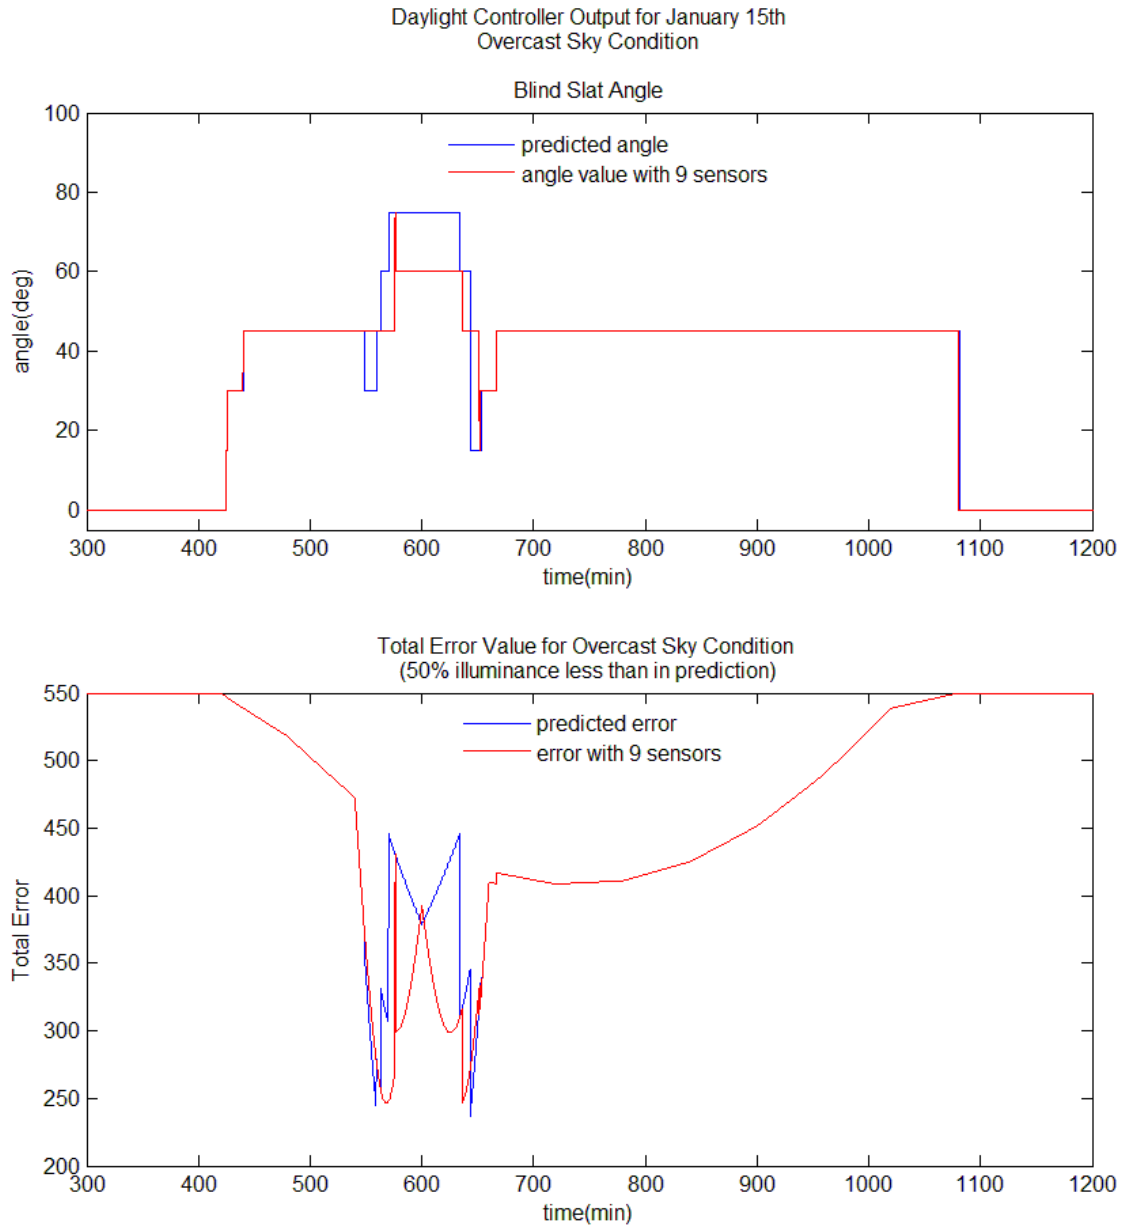 Daylight Controller Output for January 15th
Overcast Sky Condition
Blind Slat Angle
100
80
60
40
20
0
angle(deg)
predicted angle
angle value with 9 sensors
300 400 500 600 700 800 900 1000 1100 1200
time(min)
Total Error Value for Overcast Sky Condition
(50% illuminance less than in prediction)
550
500
450
400
350
300
250
200
Total Error
predicted error
error with 9 sensors
300 400 500 600 700 800 900 1000 1100 1200
time(min)